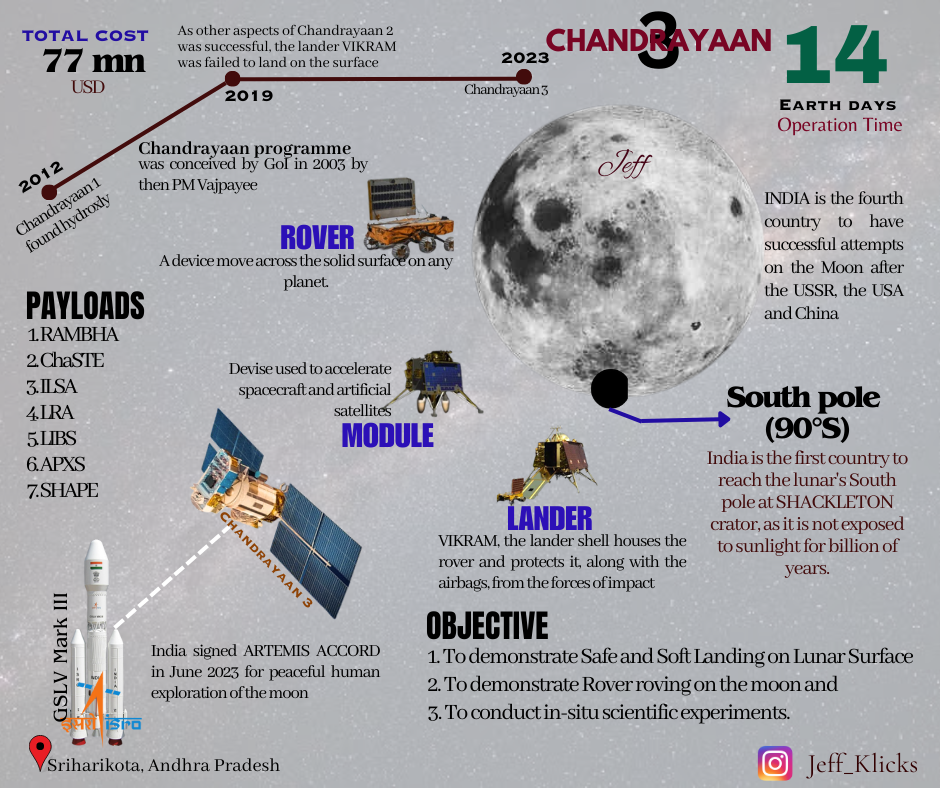 TOTAL COST
77 mn
USD
As other aspects of Chandrayaan 2
was successful, the lander VIKRAM
was failed to land on the surface
2012
Chandrayaan 1
found hydroxly
2019
2023
Chandrayaan 3
CHANDRAYAAN
3
14
EARTH DAYS
Operation Time
Chandrayaan programme
was conceived by GoI in 2003 by
then PM Vajpayee
Jeff
INDIA is the fourth
country to have
successful attempts
on the Moon after
the USSR, the USA
and China
ROVER
A device move across the solid surface on any
planet.
PAYLOADS
1. RAMBHA
2. ChaSTE
3. ILSA
4. LRA
5. LIBS
6. APXS
7. SHAPE
Devise used to accelerate
spacecraft and artificial
satellites
MODULE
South pole
(90°S)
India is the first country to
reach the lunar's South
pole at SHACKLETON
crator, as it is not exposed
to sunlight for billion of
years.
LANDER
VIKRAM, the lander shell houses the
rover and protects it, along with the
airbags, from the forces of impact
CHANDRAYAAN 3
GSLV Mark III
इसरो isro
India signed ARTEMIS ACCORD
in June 2023 for peaceful human
exploration of the moon
OBJECTIVE
1. To demonstrate Safe and Soft Landing on Lunar Surface
2. To demonstrate Rover roving on the moon and
3. To conduct in-situ scientific experiments.
Sriharikota, Andhra Pradesh
Jeff_Klicks